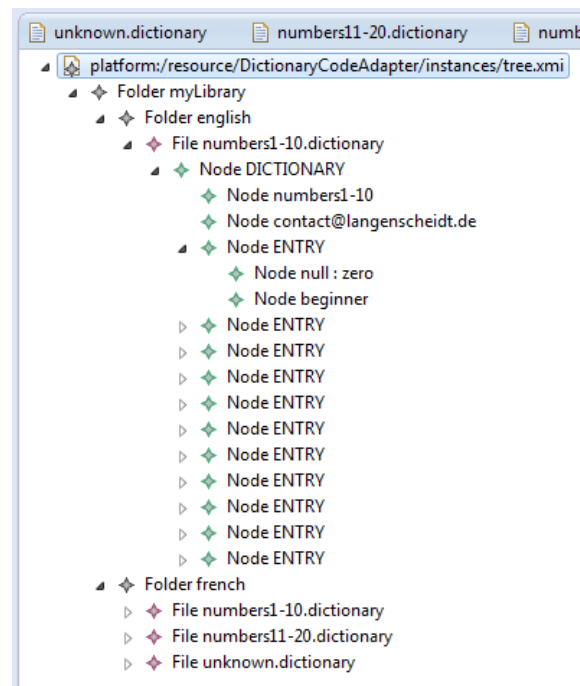 unknown.dictionary numbers11-20.dictionary numb
platform:/resource/DictionaryCodeAdapter/instances/tree.xmi
Folder myLibrary
Folder english
File numbers1-10.dictionary
Node DICTIONARY
Node numbers1-10
Node contact@langenscheidt.de
Node ENTRY
Node null : zero
Node beginner
Node ENTRY
Node ENTRY
Node ENTRY
Node ENTRY
Node ENTRY
Node ENTRY
Node ENTRY
Node ENTRY
Node ENTRY
Node ENTRY
Folder french
File numbers1-10.dictionary
File numbers11-20.dictionary
File unknown.dictionary